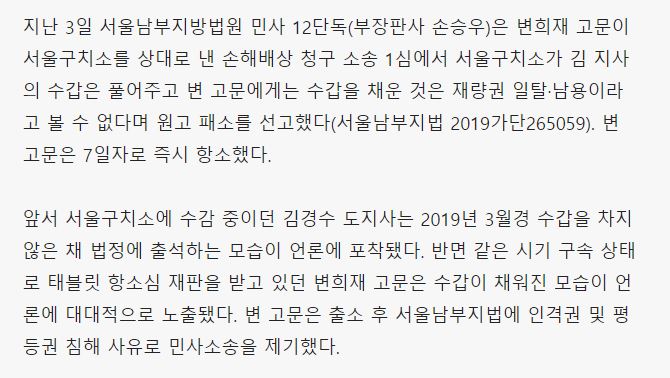 지난 3일 서울남부지방법원 민사 12단독(부장판사 손승우)은 변희재 고문이
서울구치소를 상대로 낸 손해배상 청구 소송 1심에서 서울구치소가 김 지사
의 수갑은 풀어주고 변 고문에게는 수갑을 채운 것은 재량권 일탈·남용이라
고 볼 수 없다며 원고 패소를 선고했다(서울남부지법 2019가단265059). 변
고문은 7일자로 즉시 항소했다.
앞서 서울구치소에 수감 중이던 김경수 도지사는 2019년 3월경 수갑을 차지
않은 채 법정에 출석하는 모습이 언론에 포착됐다. 반면 같은 시기 구속 상태
로 태블릿 항소심 재판을 받고 있던 변희재 고문은 수갑이 채워진 모습이 언
론에 대대적으로 노출됐다. 변 고문은 출소 후 서울남부지법에 인격권 및 평
등권 침해 사유로 민사소송을 제기했다.